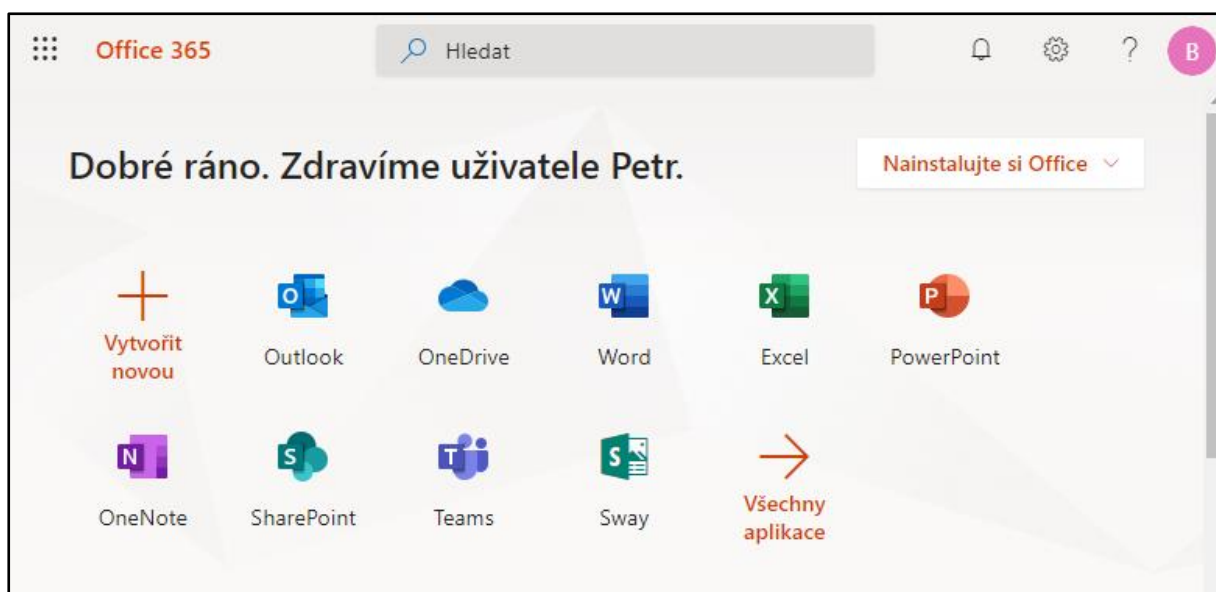 Office 365
Hledat
?
B
Dobré ráno. Zdravíme uživatele Petr.
Nainstalujte si Office
Vytvořit
novou
Outlook
OneDrive
Word
Excel
PowerPoint
OneNote
SharePoint
Teams
Sway
Všechny
aplikace